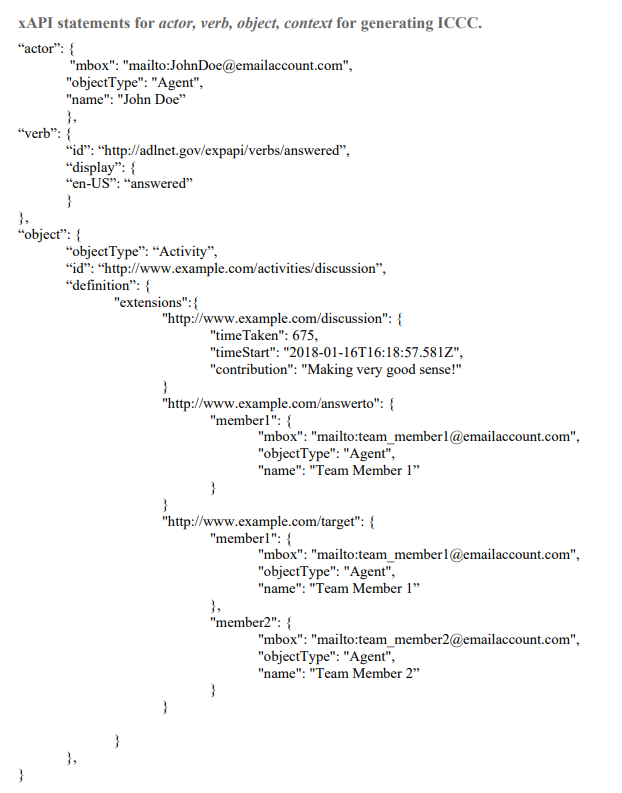 xAPI statements for actor, verb, object, context for generating ICCC.
“actor”: {
"mbox": "mailto:JohnDoe@emailaccount.com",
"objectType": "Agent",
"name": "John Doe”
},
“verb”: {
“id”: “http://adlnet.gov/expapi/verbs/answered”,
“display”: {
“en-US”: “answered”
}
},
“object”: {
“objectType”: “Activity”,
“id”: “http://www.example.com/activities/discussion”,
“definition”: {
"extensions":{
"http://www.example.com/discussion": {
"timeTaken": 675,
"timeStart": "2018-01-16T16:18:57.581Z",
"contribution": "Making very good sense!"
}
"http://www.example.com/answerto": {
"member1": {
"mbox": "mailto:team_member1@emailaccount.com",
"objectType": "Agent",
"name": "Team Member 1”
}
}
"http://www.example.com/target": {
"member1": {
"mbox": "mailto:team_member1@emailaccount.com",
"objectType": "Agent",
"name": "Team Member 1”
},
"member2": {
"mbox": "mailto:team_member2@emailaccount.com",
"objectType": "Agent",
"name": "Team Member 2”
}
}
}
},
}